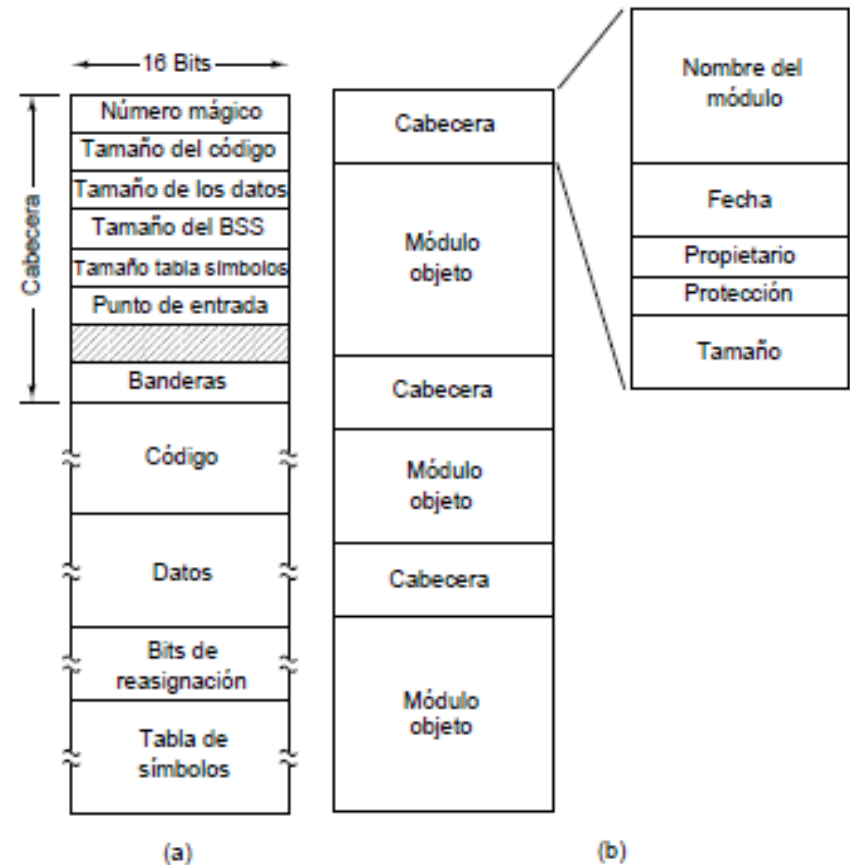 16 Bits
Cabecera
Número mágico
Tamaño del código
Tamaño de los datos
Tamaño del BSS
Tamaño tabla símbolos
Punto de entrada
Banderas
Código
Datos
Bits de
reasignación
Tabla de
símbolos
(a)
Cabecera
Módulo
objeto
Cabecera
Módulo
objeto
Cabecera
Módulo
objeto
Nombre del
módulo
Fecha
Propietario
Protección
Tamaño
(b)